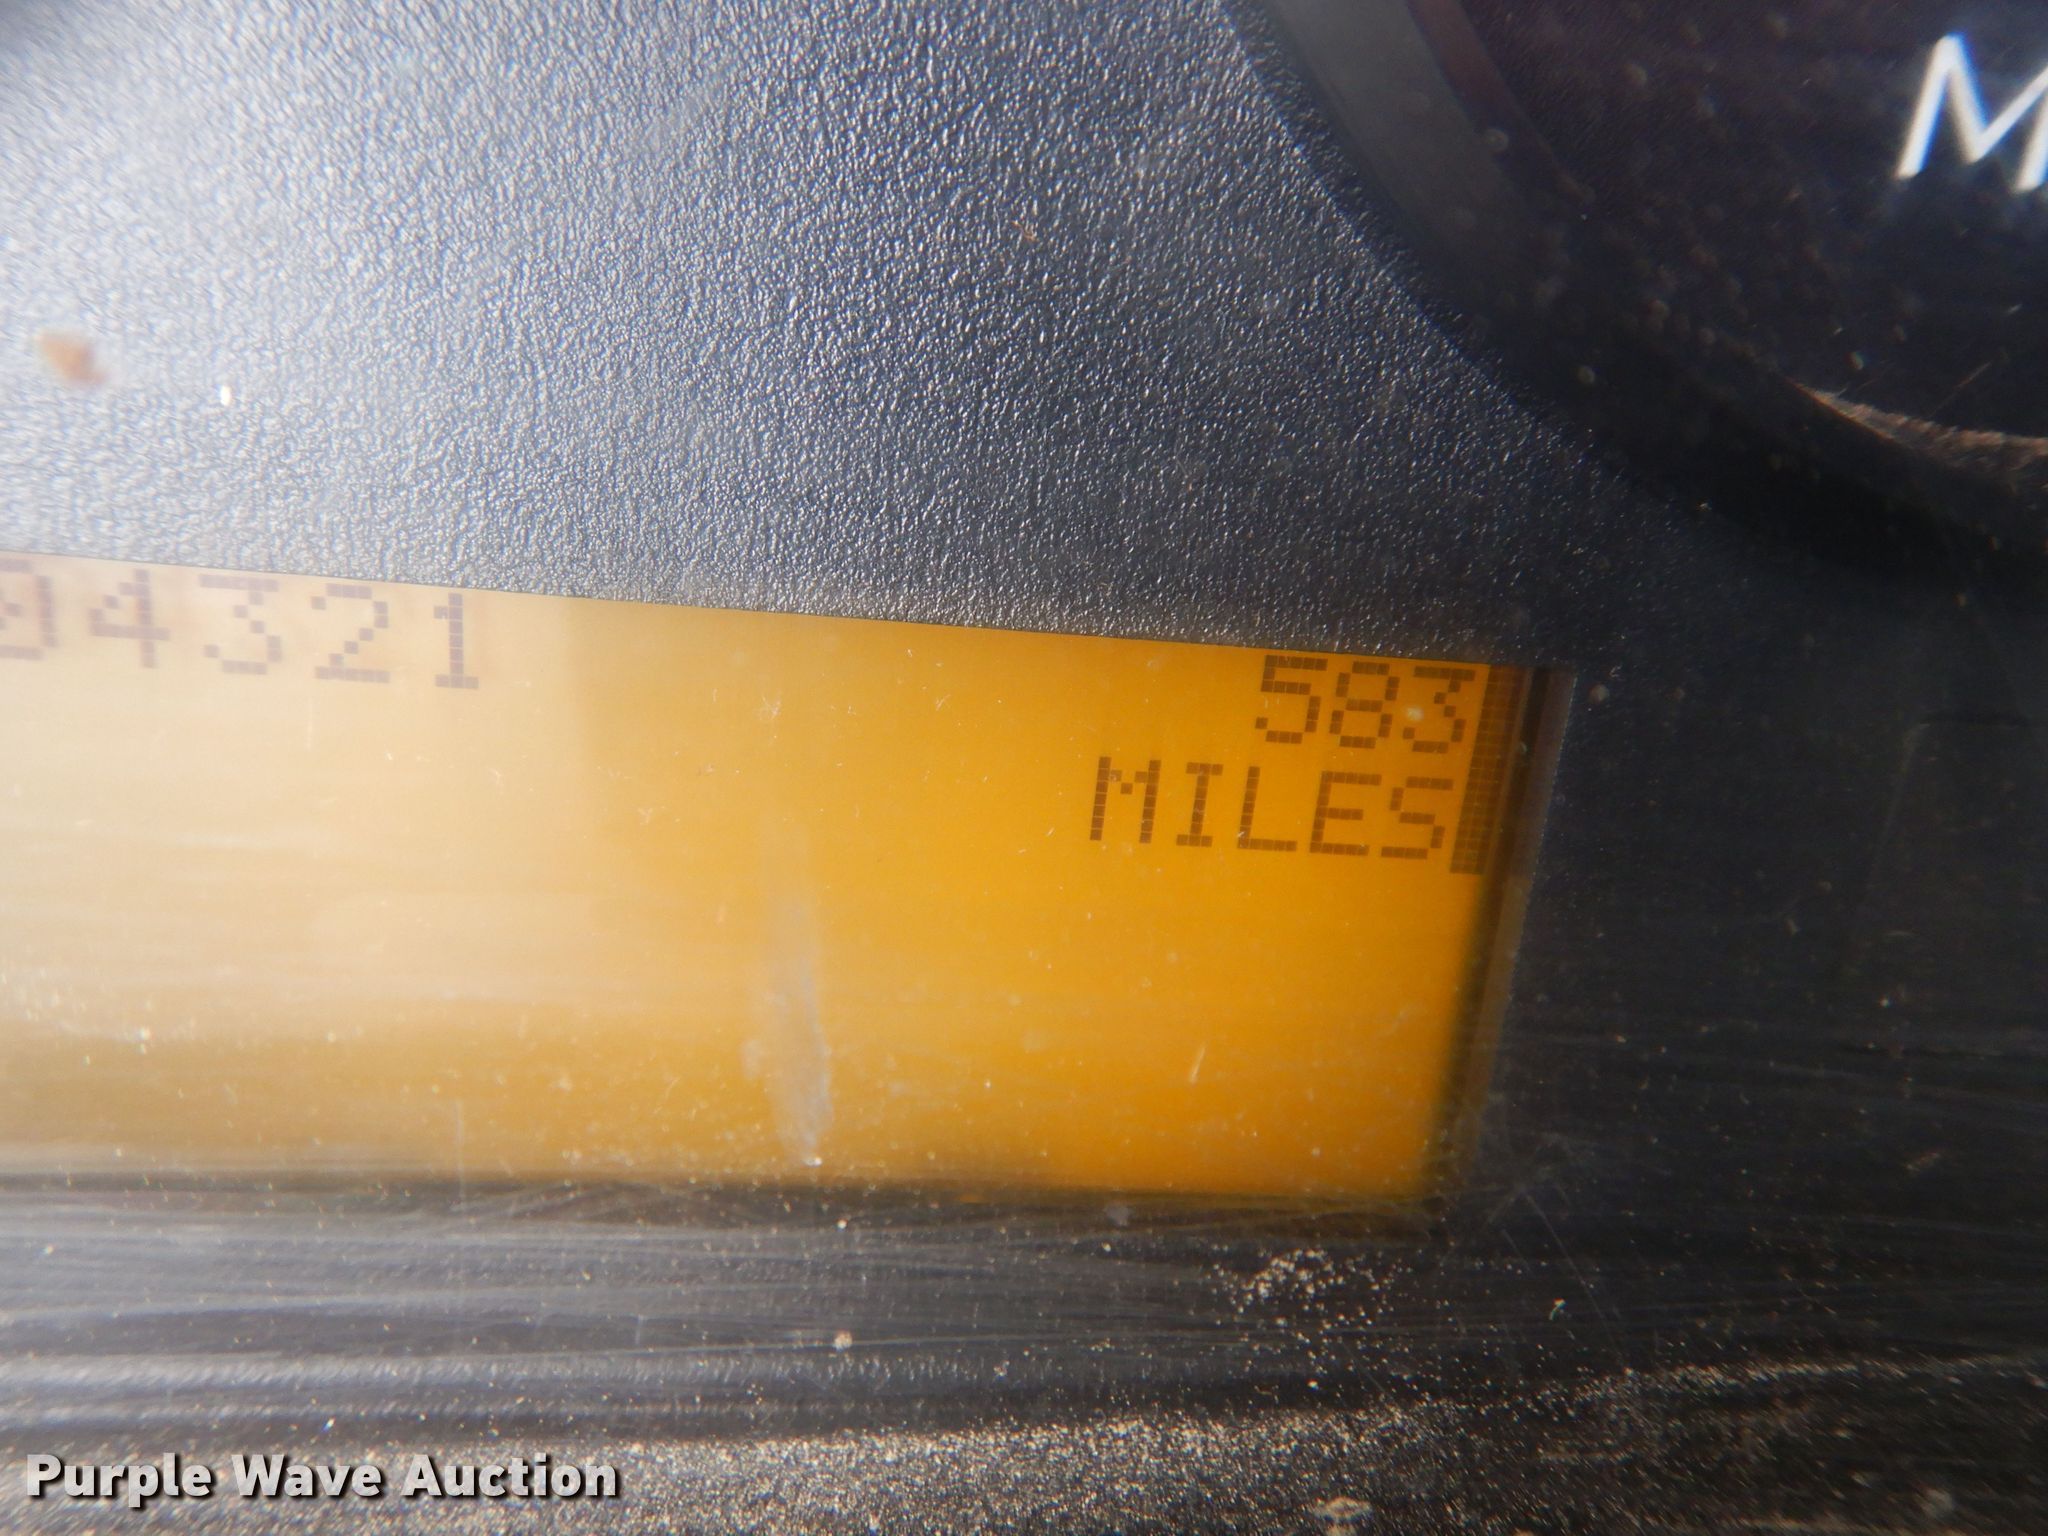 M
04321 583
MILES
Purple Wave Auction